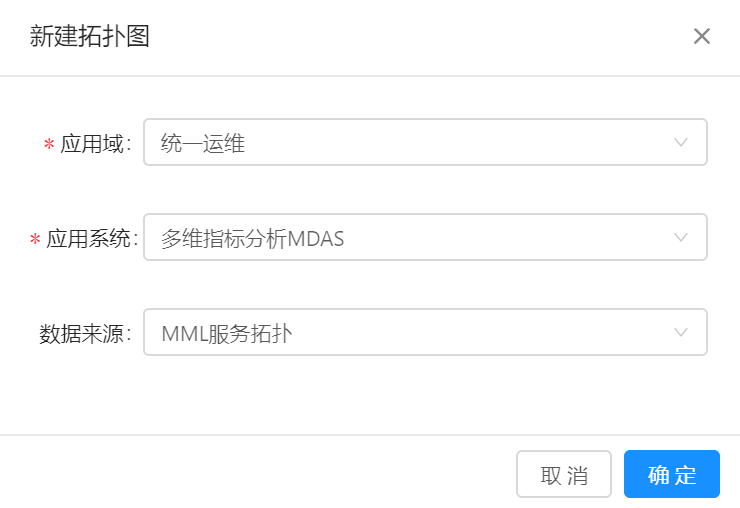 新建拓扑图
* 应用域:
统一运维
* 应用系统:
多维指标分析MDAS
数据来源:
MML服务拓扑
取 消
确 定